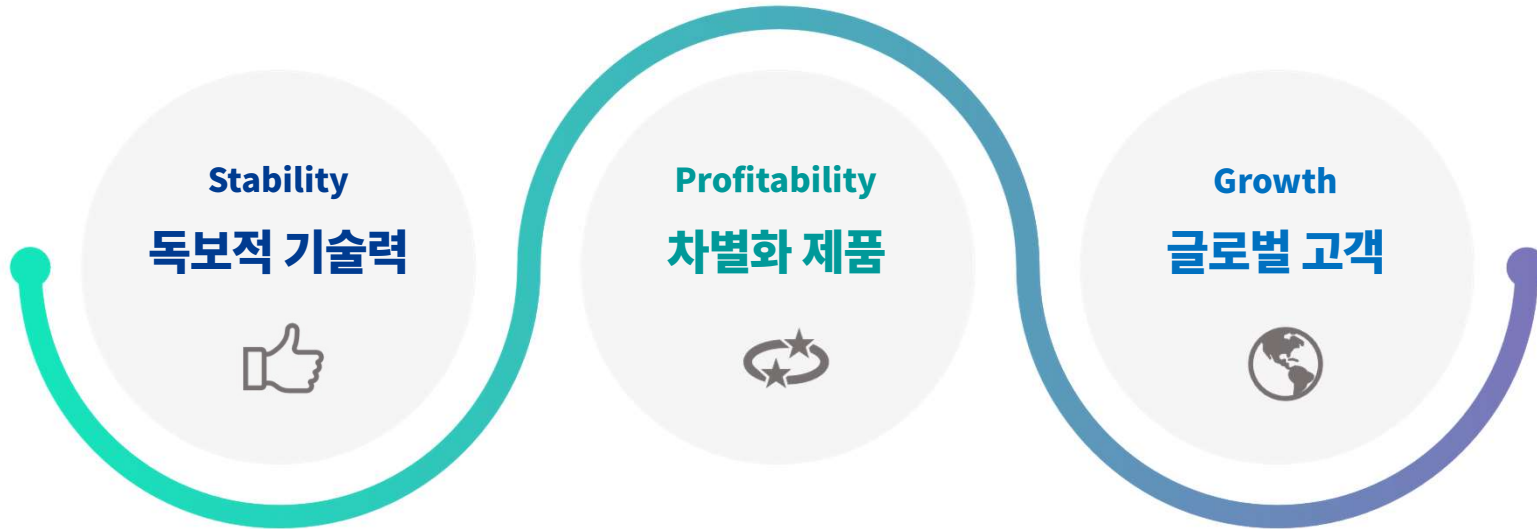 Stability
독보적 기술력
Profitability
차별화 제품
Growth
글로벌 고객